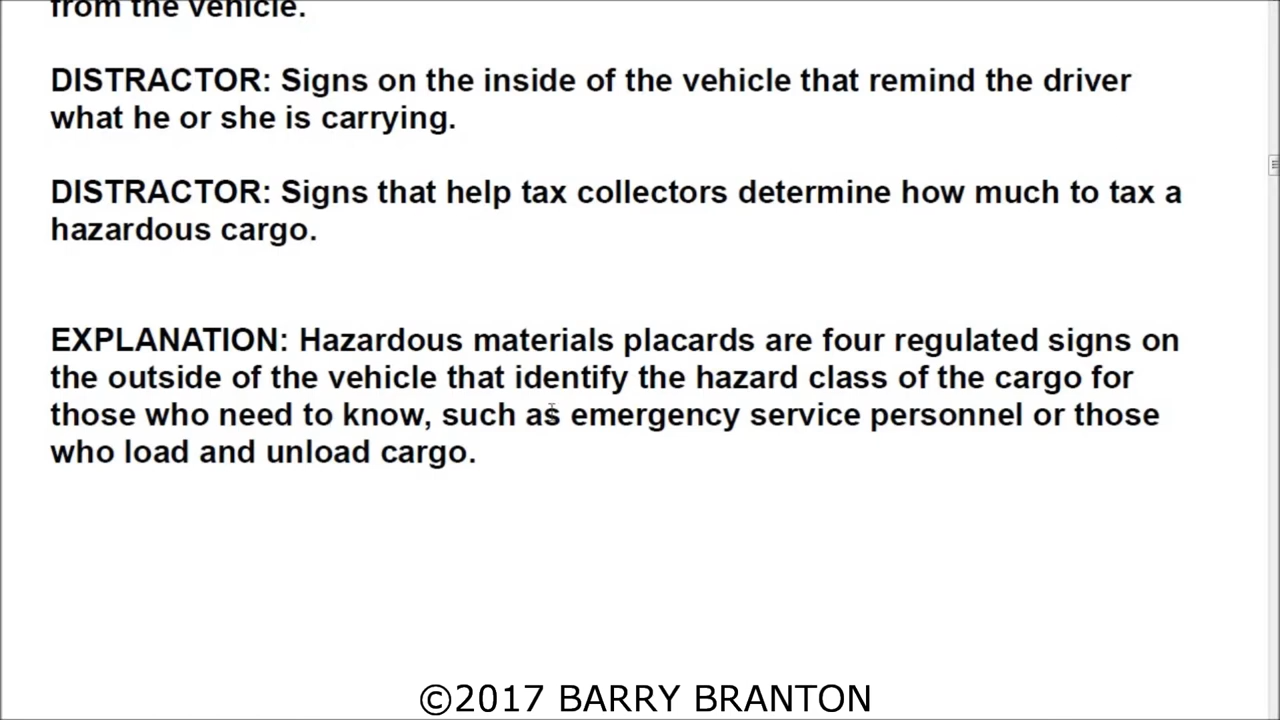 from the vehicle.
DISTRACTOR: Signs on the inside of the vehicle that remind the driver
what he or she is carrying.
DISTRACTOR: Signs that help tax collectors determine how much to tax a
hazardous cargo.
EXPLANATION: Hazardous materials placards are four regulated signs on
the outside of the vehicle that identify the hazard class of the cargo for
those who need to know, such as emergency service personnel or those
who load and unload cargo.
©2017 BARRY BRANTON